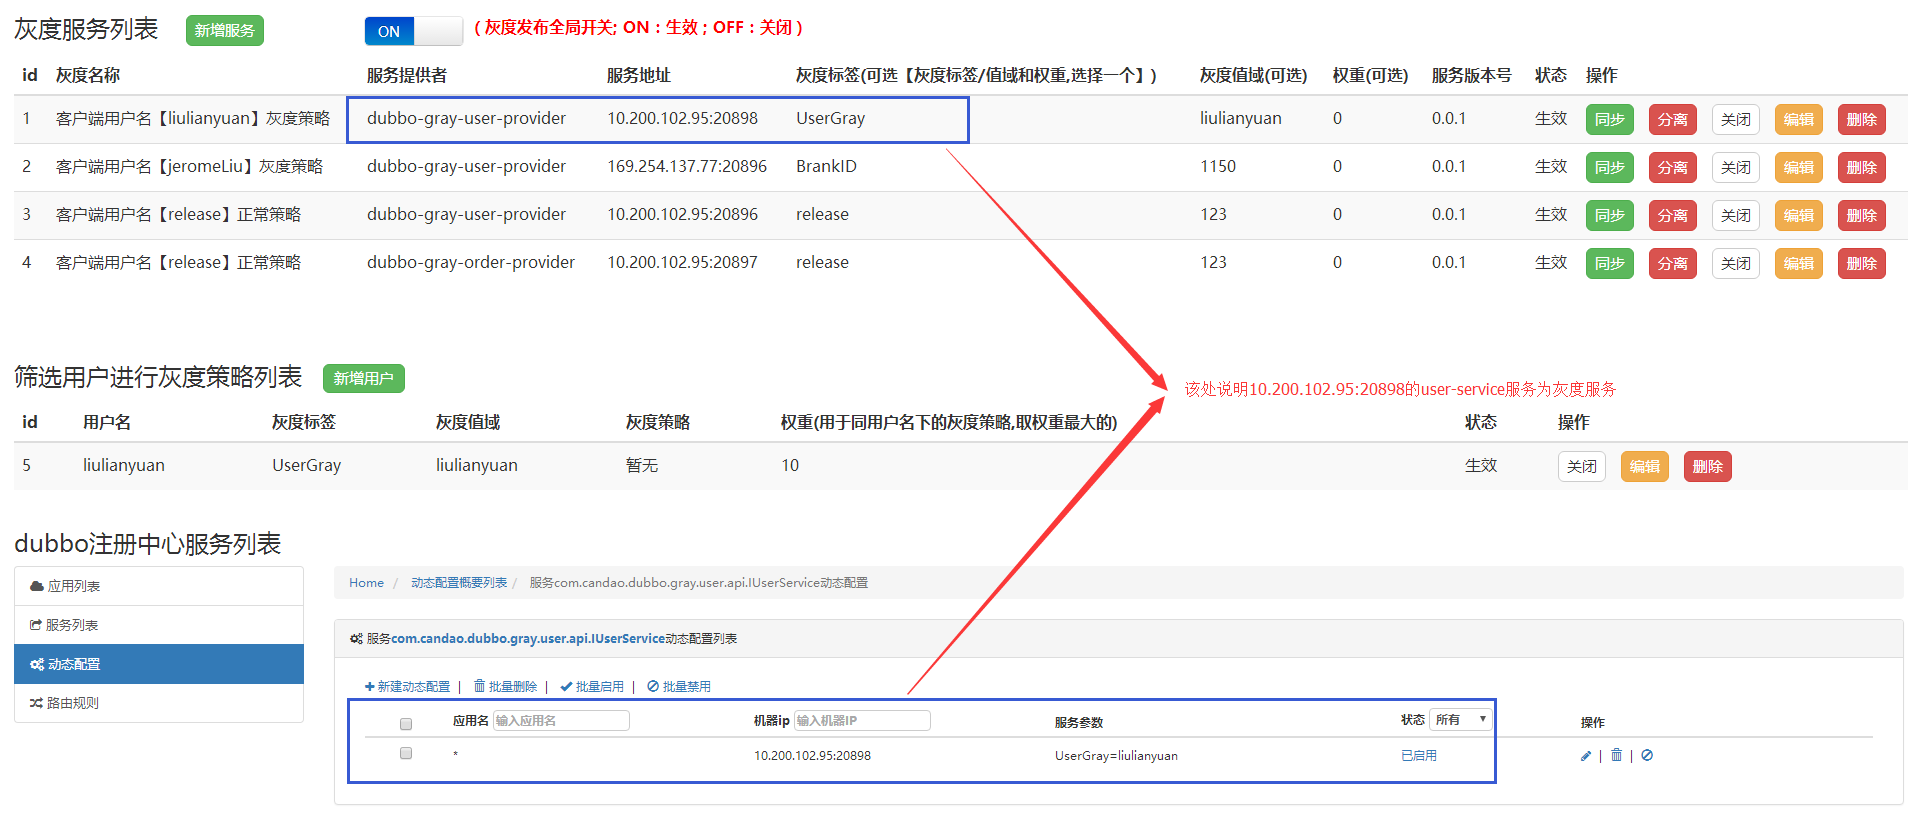 灰度服务列表 新增服务 ON ( 灰度发布全局开关; ON : 生效 ; OFF : 关闭 )
id 灰度名称 服务提供者 服务地址 灰度标签(可选【灰度标签/值域和权重,选择一个】) 灰度值域(可选) 权重(可选) 服务版本号 状态 操作
1 客户端用户名【liulianyuan】灰度策略 dubbo-gray-user-provider 10.200.102.95:20898 UserGray liulianyuan 0 0.0.1 生效 同步 分离 关闭 编辑 删除
2 客户端用户名【jeromeLiu】灰度策略 dubbo-gray-user-provider 169.254.137.77:20896 BrankID 1150 0 0.0.1 生效 同步 分离 关闭 编辑 删除
3 客户端用户名【release】正常策略 dubbo-gray-user-provider 10.200.102.95:20896 release 123 0 0.0.1 生效 同步 分离 关闭 编辑 删除
4 客户端用户名【release】正常策略 dubbo-gray-order-provider 10.200.102.95:20897 release 123 0 0.0.1 生效 同步 分离 关闭 编辑 删除
筛选用户进行灰度策略列表 新增用户
该处说明10.200.102.95:20898的user-service服务为灰度服务
id 用户名 灰度标签 灰度值域 灰度策略 权重(用于同用户名下的灰度策略,取权重最大的) 状态 操作
5 liulianyuan UserGray liulianyuan 暂无 10 生效 关闭 编辑 删除
dubbo注册中心服务列表
应用列表
服务列表
动态配置
路由规则
Home / 动态配置概要列表 / 服务com.candao.dubbo.gray.user.api.IUserService动态配置
服务com.candao.dubbo.gray.user.api.IUserService动态配置列表
新建动态配置 | 批量删除 | 批量启用 | 批量禁用
应用名 输入应用名 机器ip 输入机器IP 服务参数 状态 所有 操作
* 10.200.102.95:20898 UserGray=liulianyuan 已启用 | |